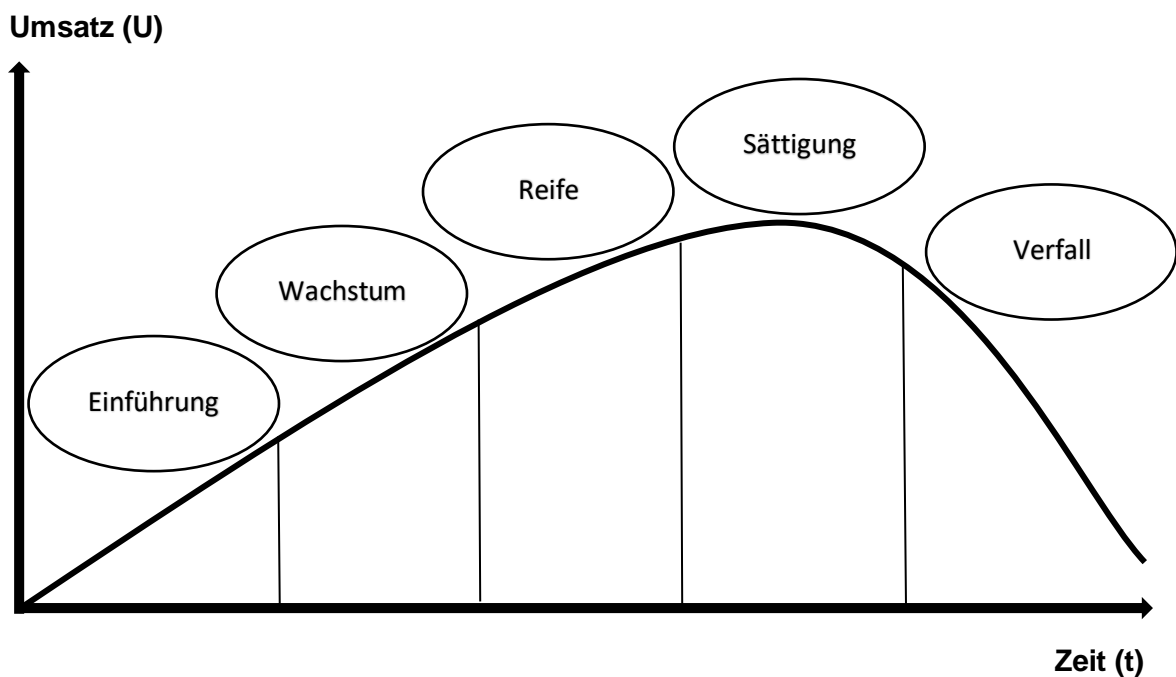 Umsatz (U)
Sättigung
Reife
Verfall
Wachstum
Einführung
Zeit (t)